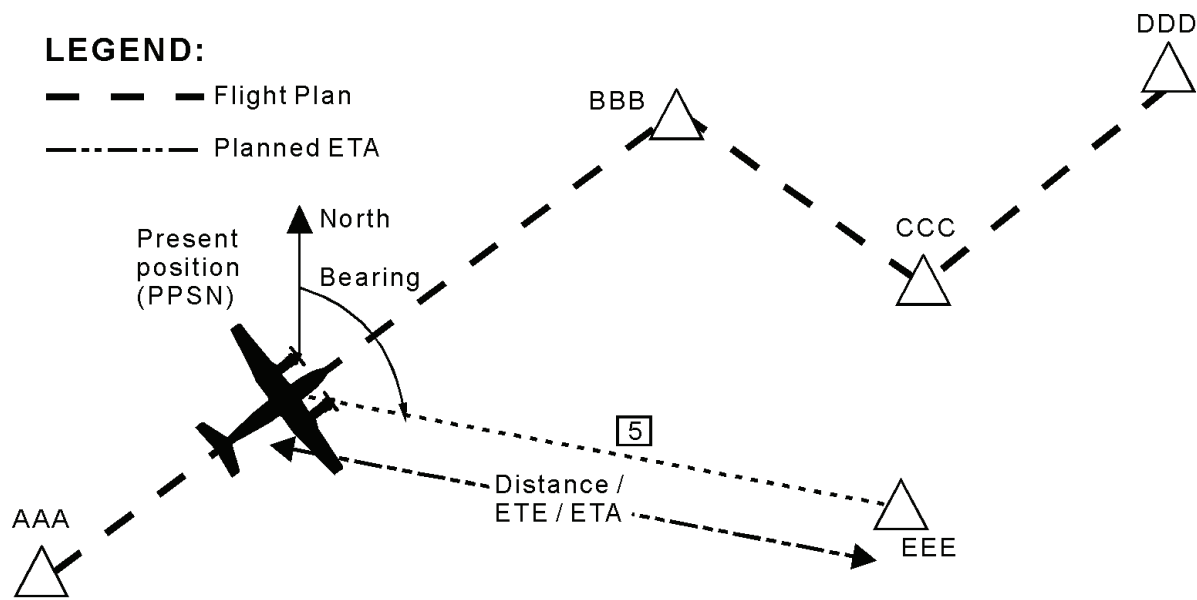 DDD
LEGEND:
Flight Plan
BBB
Planned ETA
North
Present
position
(PPSN)
CCC
Bearing
5
Distance /
ETE / ETA
AAA
EEE